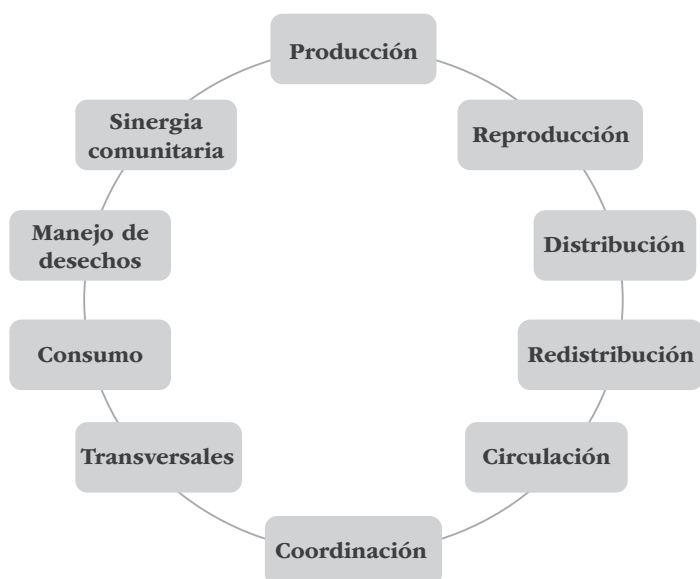 Producción
Reproducción
Distribución
Redistribución
Circulación
Coordinación
Transversales
Consumo
Manejo de
desechos
Sinergia
comunitaria